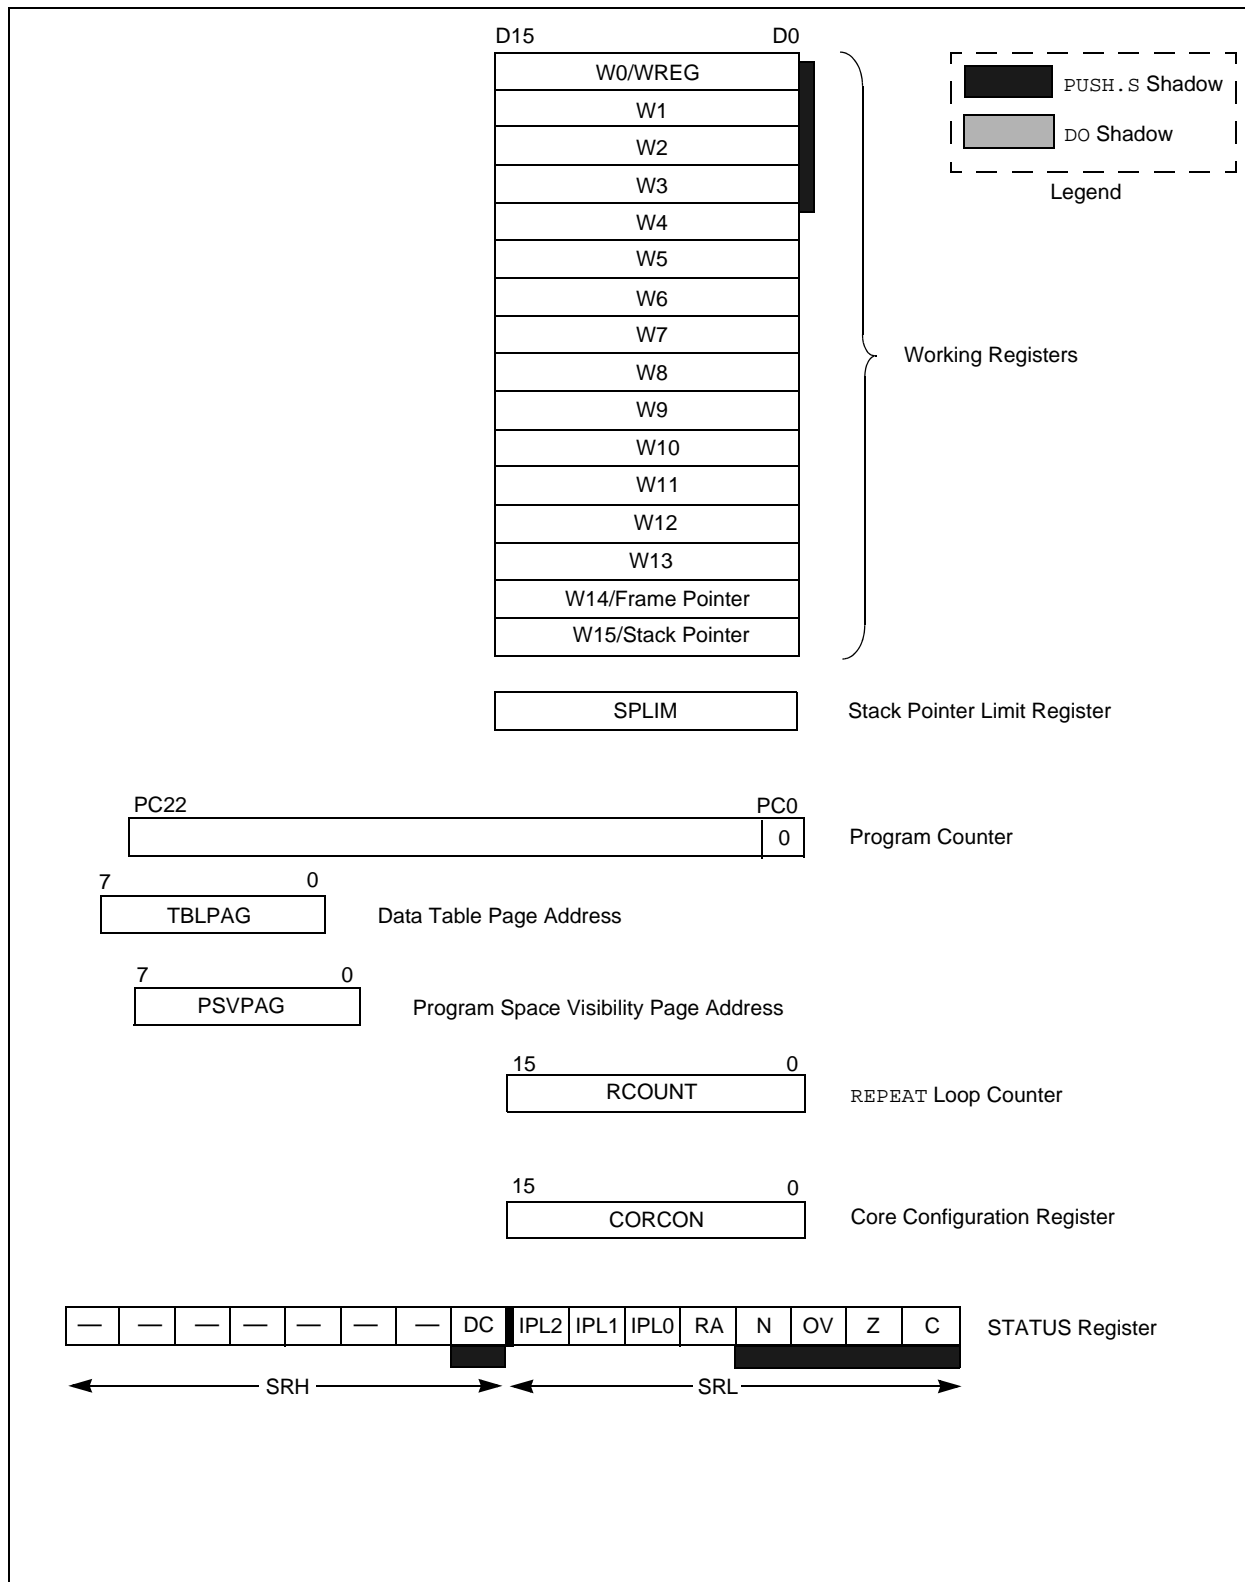 D15 D0
W0/WREG
PUSH.S Shadow
W1
DO Shadow
W2
W3
Legend
W4
W5
W6
W7
Working Registers
W8
W9
W10
W11
W12
W13
W14/Frame Pointer
W15/Stack Pointer
SPLIM Stack Pointer Limit Register
PC22 PC0
0 Program Counter
7 0
TBLPAG Data Table Page Address
7 0
PSVPAG Program Space Visibility Page Address
15 0
RCOUNT REPEAT Loop Counter
15 0
CORCON Core Configuration Register
— — — — — — — DC IPL2 IPL1 IPL0 RA N OV Z C STATUS Register
SRH SRL